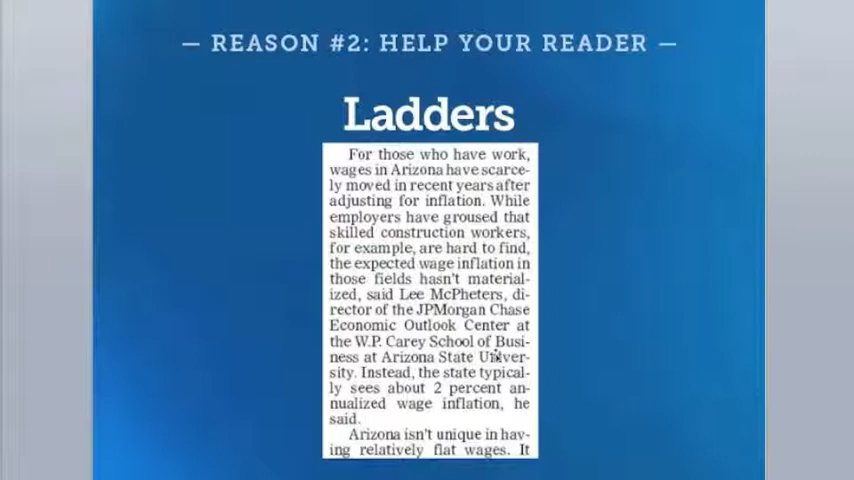 — REASON #2: HELP YOUR READER —
Ladders
For those who have work,
wages in Arizona have scarce-
ly moved in recent years after
adjusting for inflation. While
employers have groused that
skilled construction workers,
for example, are hard to find,
the expected wage inflation in
those fields hasn't material-
ized, said Lee McPheters, di-
rector of the JPMorgan Chase
Economic Outlook Center at
the W.P. Carey School of Busi-
ness at Arizona State Univer-
sity. Instead, the state typical-
ly sees about 2 percent an-
nualized wage inflation, he
said.
Arizona isn't unique in hav-
ing relatively flat wages. It